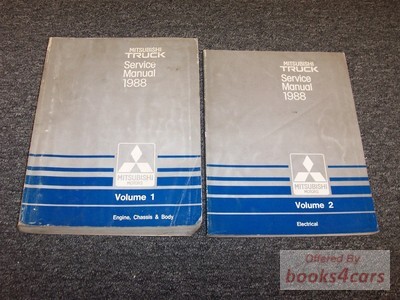 MITSUBISHI
TRUCK
Service
Manual
1988
MITSUBISHI
MOTORS
Volume 1
Engine, Chassis & Body
MITSUBISHI
TRUCK
Service
Manual
1988
MITSUBISHI
MOTORS
Volume 2
Electrical
Offered By
books4cars